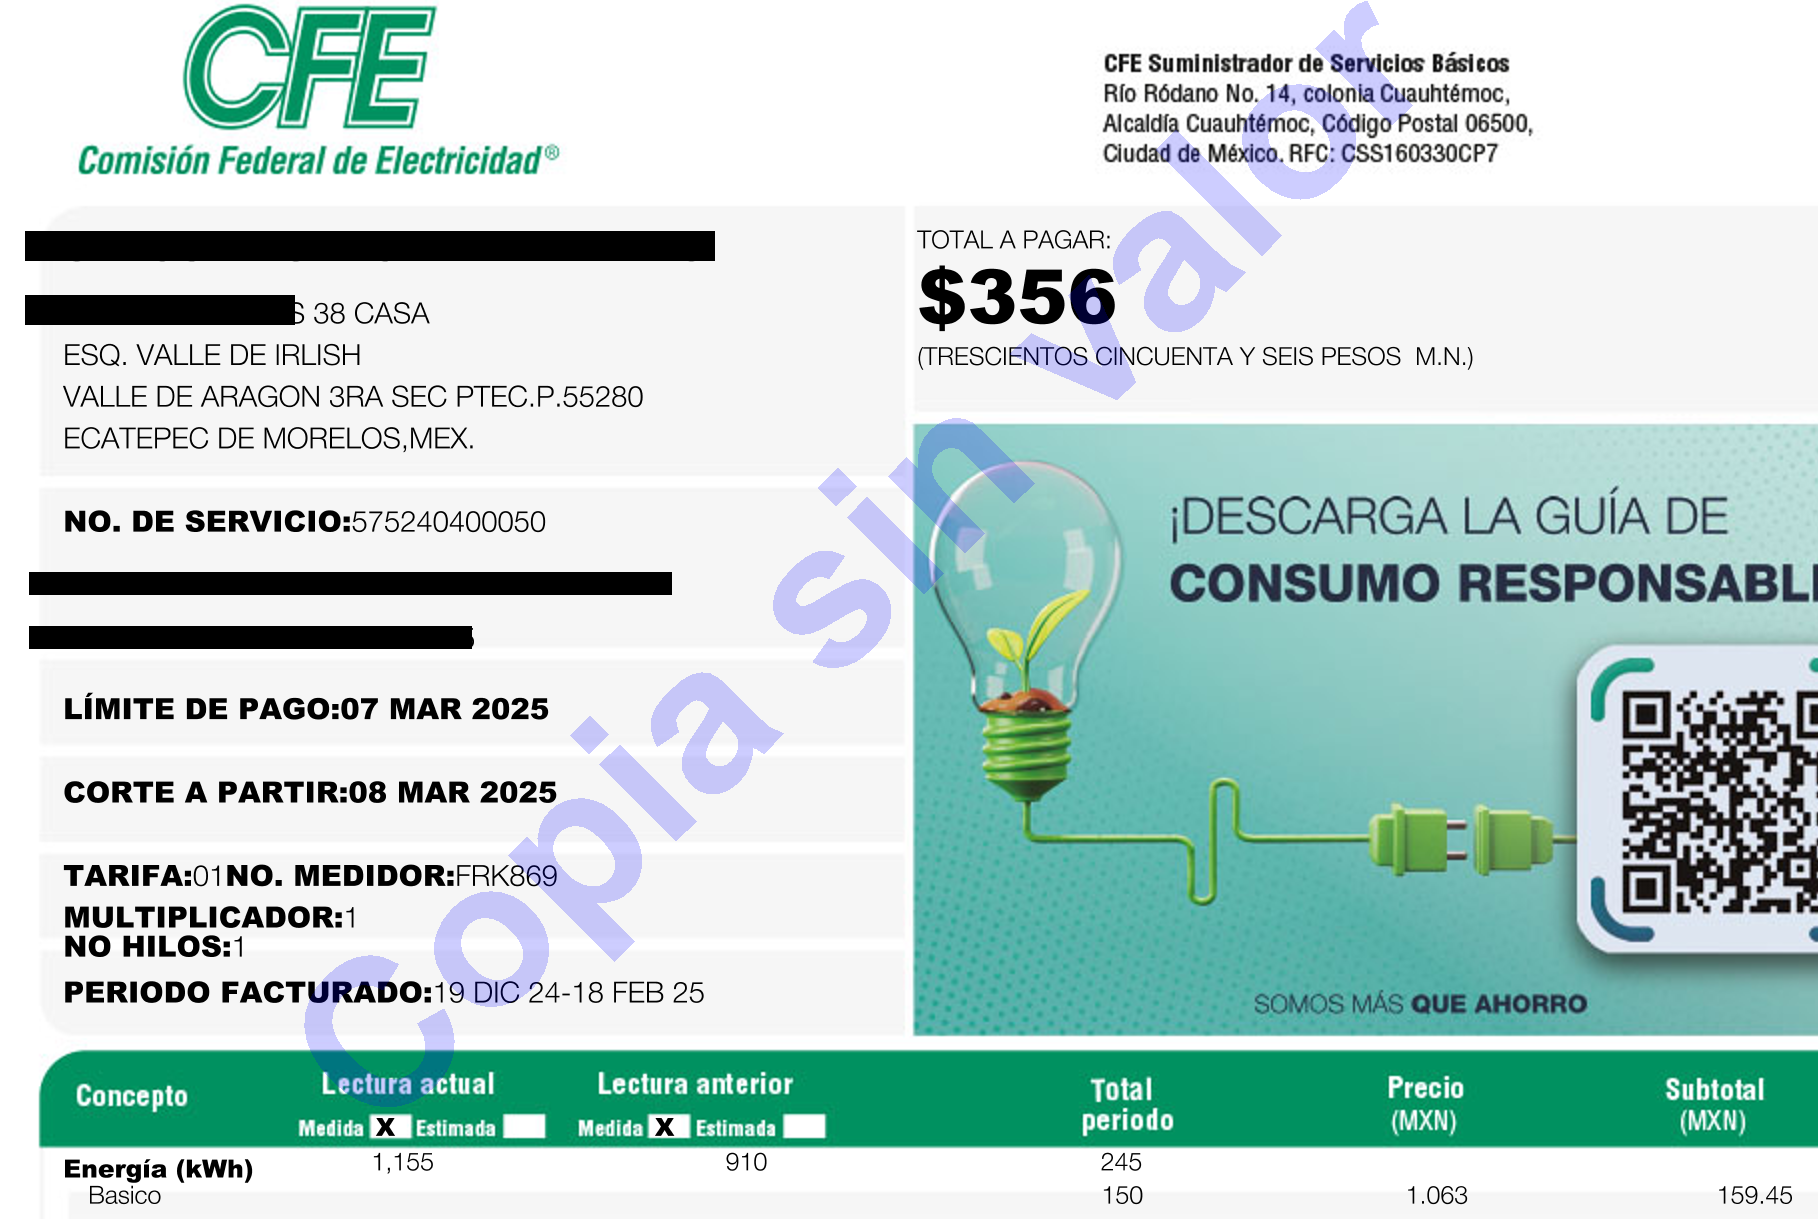 CFE
Comisión Federal de Electricidad®
CFE Suministrador de Servicios Básicos
Río Ródano No. 14, colonia Cuauhtémoc,
Alcaldía Cuauhtémoc, Código Postal 06500,
Ciudad de México. RFC: CSS160330CP7
S 38 CASA
ESQ. VALLE DE IRLISH
VALLE DE ARAGON 3RA SEC PTEC.P.55280
ECATEPEC DE MORELOS,MEX.
TOTAL A PAGAR:
$356
(TRESCIENTOS CINCUENTA Y SEIS PESOS M.N.)
NO. DE SERVICIO:575240400050
LÍMITE DE PAGO:07 MAR 2025
CORTE A PARTIR:08 MAR 2025
TARIFA:01NO. MEDIDOR:FRK869
MULTIPLICADOR:1
NO HILOS:1
PERIODO FACTURADO:19 DIC 24-18 FEB 25
¡DESCARGA LA GUÍA DE
CONSUMO RESPONSABL
SOMOS MÁS QUE AHORRO
Copia sin valor
Concepto Lectura actual Lectura anterior Total periodo Precio (MXN) Subtotal (MXN)
Medida X Estimada Medida X Estimada
Energía (kWh) 1,155 910 245
Basico 150 1.063 159.45